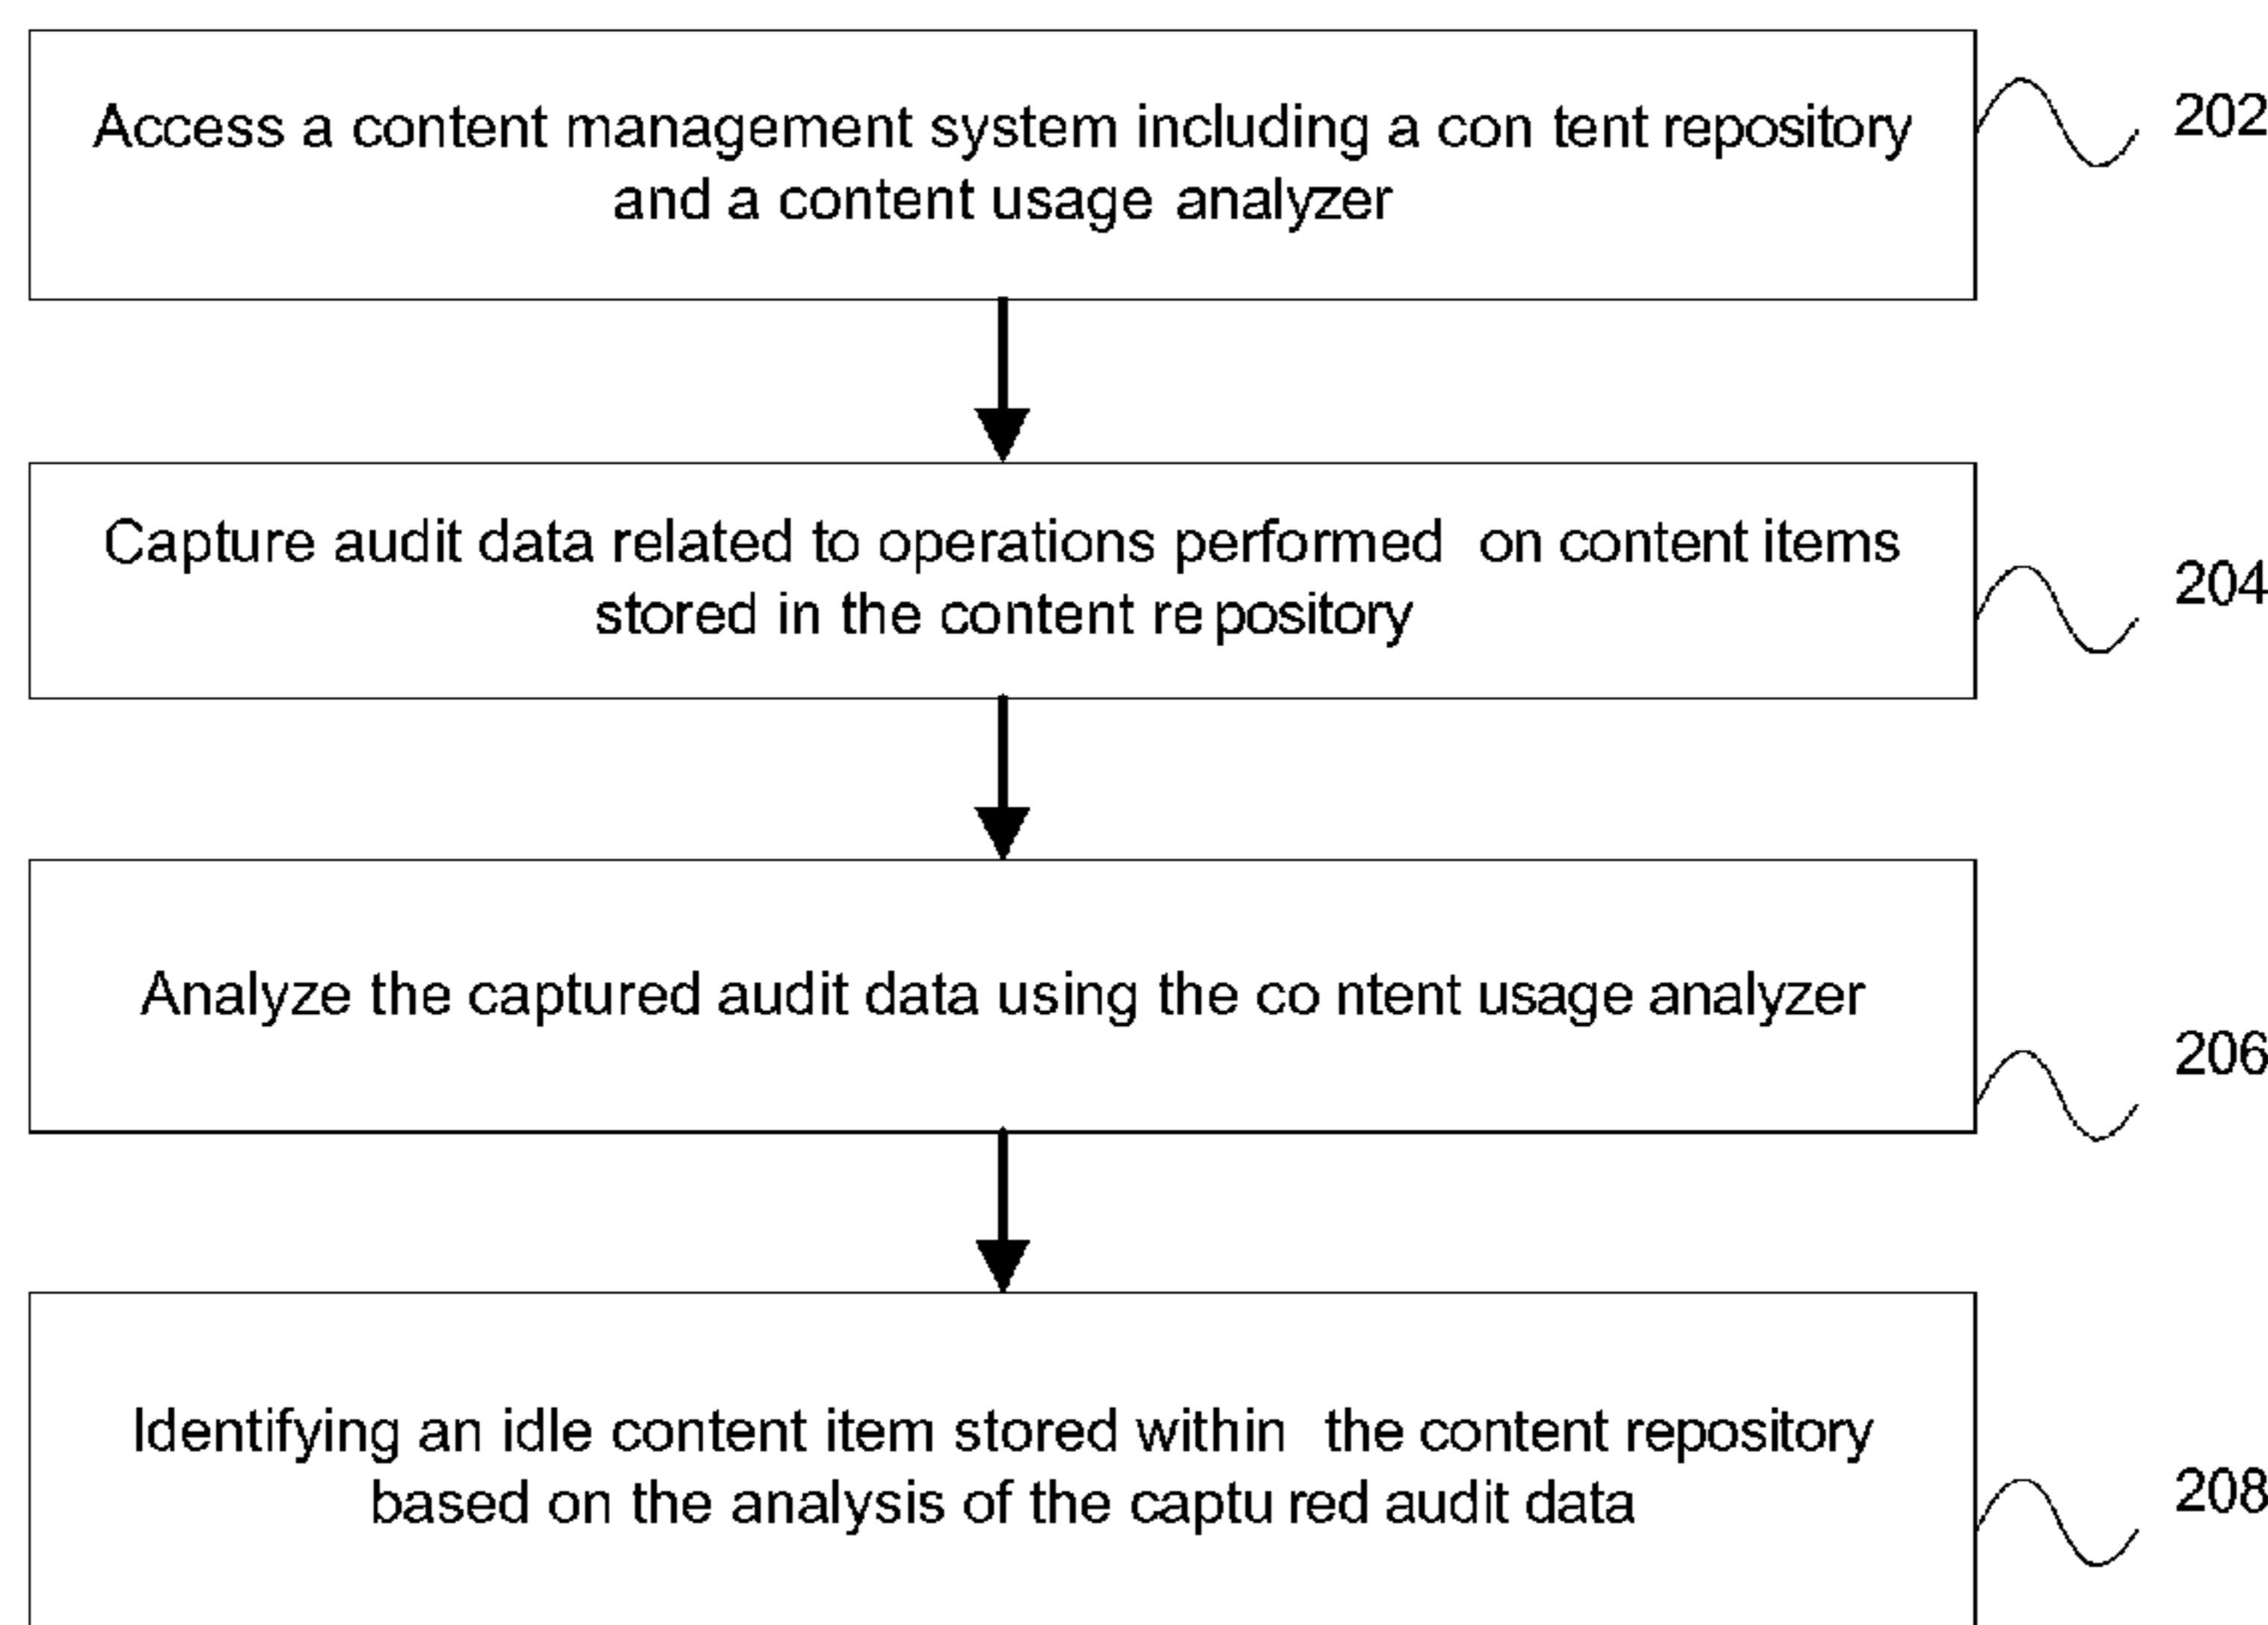 Access a content management system including a con tent repository
and a content usage analyzer
202
Capture audit data related to operations performed on content items
stored in the content re pository
204
Analyze the captured audit data using the co ntent usage analyzer
206
Identifying an idle content item stored within the content repository
based on the analysis of the captu red audit data
208